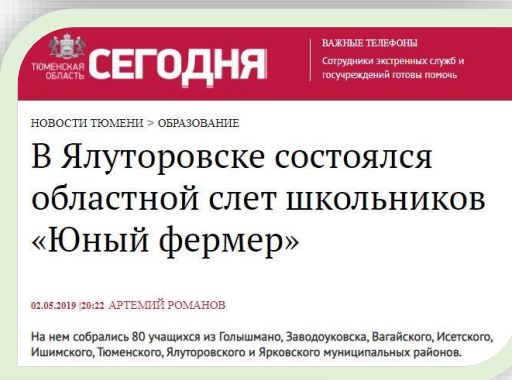 ТЮМЕНСКАЯ
ОБЛАСТЬ
СЕГОДНЯ
ВАЖНЫЕ ТЕЛЕФОНЫ
Сотрудники экстренных служб и
госучреждений готовы помочь
НОВОСТИ ТЮМЕНИ > ОБРАЗОВАНИЕ
В Ялуторовске состоялся
областной слет школьников
«Юный фермер»
02.05.2019 |20:22 АРТЕМИЙ РОМАНОВ
На нем собрались 80 учащихся из Голышмано, Заводоуковска, Вагайского, Исетского,
Ишимского, Тюменского, Ялуторовского и Ярковского муниципальных районов.